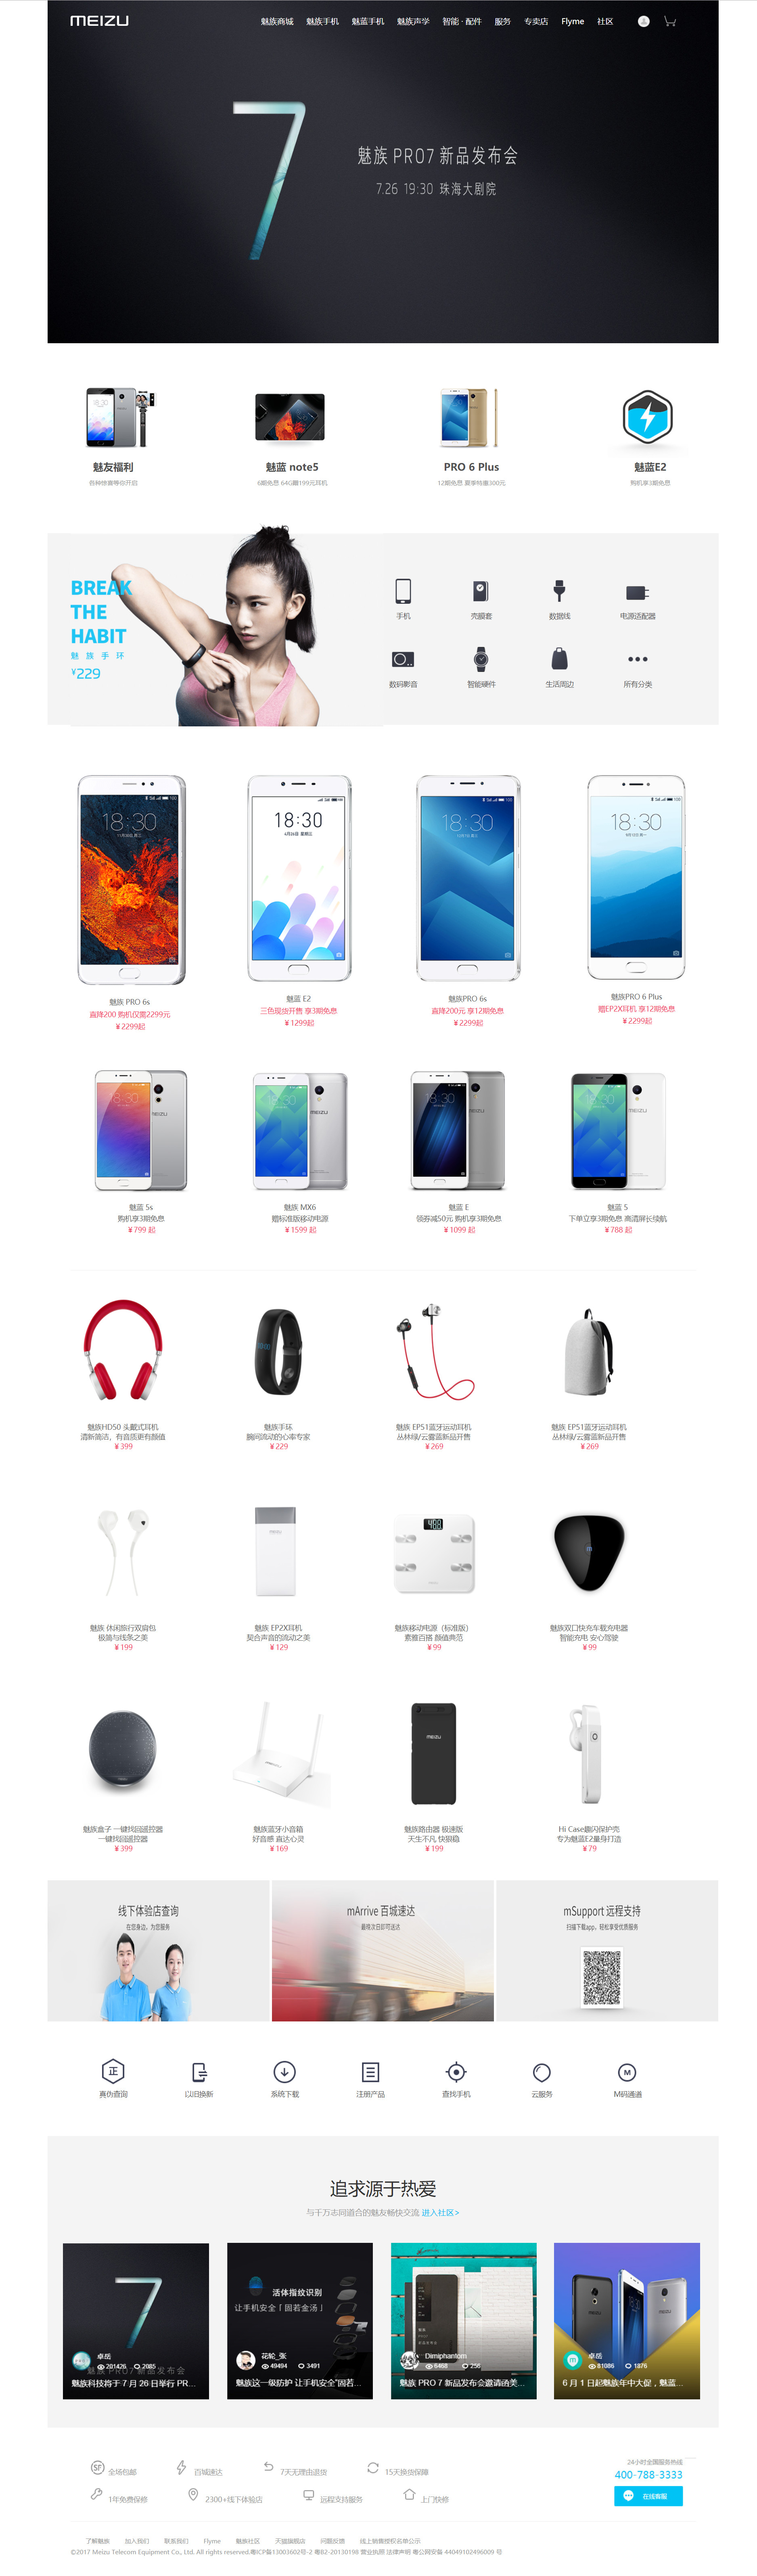 MEIZU
魅族商城 魅族手机 魅蓝手机 魅族声学 智能 · 配件 服务 专卖店 Flyme 社区
魅族 PRO7 新品发布会
7.26 19:30 珠海大剧院
魅友福利 魅蓝 note5 PRO 6 Plus 魅蓝E2
各种惊喜等你开启 6期免息 64G赠199元耳机 12期免息 夏季特惠300元 购机享3期免息
BREAK
THE
HABIT
魅族手环
¥229
手机 壳膜套 数据线 电源适配器
数码影音 智能硬件 生活周边 所有分类
18:30 18:30 18:30 18:30
魅族 PRO 6s 魅蓝 E2 魅族PRO 6s 魅族PRO 6 Plus
直降200 购机仅需2299元 三色现货开售 享3期免息 直降200元 享12期免息 赠EP2X耳机 享12期免息
¥2299起 ¥1299起 ¥2299起 ¥2299起
MEIZU MEIZU MEIZU MEIZU
魅蓝 5s 魅族 MX6 魅蓝 E 魅蓝 5
购机享3期免息 赠标准版移动电源 领券减50元 购机享3期免息 下单立享3期免息 高清屏长续航
¥799 起 ¥1599 起 ¥1099 起 ¥788 起
魅族HD50 头戴式耳机 魅族手环 魅族 EP51蓝牙运动耳机 魅族 EP51蓝牙运动耳机
清新简洁，有音质更有颜值 腕间流动的心率专家 丛林绿/云雾蓝新品开售 丛林绿/云雾蓝新品开售
¥399 ¥229 ¥269 ¥269
魅族 休闲旅行双肩包 魅族 EP2X耳机 魅族移动电源（标准版） 魅族双口快充车载充电器
极简与线条之美 契合声音的流动之美 素雅百搭 颜值典范 智能充电 安心驾驶
¥199 ¥129 ¥99 ¥99
MEIZU
魅族盒子 一键找回遥控器 魅族蓝牙小音箱 魅族路由器 极速版 Hi Case趣闪保护壳
一键找回遥控器 好音感 直达心灵 天生不凡 快狠稳 专为魅蓝E2量身打造
¥399 ¥169 ¥199 ¥79
线下体验店查询 mArrive 百城速达 mSupport 远程支持
在您身边，为您服务 最终次日即可送达 扫描下载app，轻松享受优质服务
正 M
真伪查询 以旧换新 系统下载 注册产品 查找手机 云服务 M码通道
追求源于热爱
与千万志同道合的魅友畅快交流 进入社区>
活体指纹识别
让手机安全「固若金汤」
MEIZU
卓岳 花轮_张 Dimiphantom 卓岳
201426 2085 49494 3491 8468 256 81086 1876
PRO7 新品发布会
魅族科技将于 7 月 26 日举行 PR... 魅族这一级防护 让手机安全"固若... 魅族 PRO 7 新品发布会邀请函美... 6 月 1 日起魅族年中大促，魅蓝...
全场包邮 百城速达 7天无理由退货 15天换货保障
1年免费保修 2300+线下体验店 远程支持服务 上门快修
24小时全国服务热线
400-788-3333
在线客服
了解魅族 加入我们 联系我们 Flyme 魅族社区 天猫旗舰店 问题反馈 线上销售授权名单公示
©2017 Meizu Telecom Equipment Co., Ltd. All rights reserved.粤ICP备13003602号-2 粤B2-20130198 营业执照 法律声明 粤公网安备 44049102496009 号